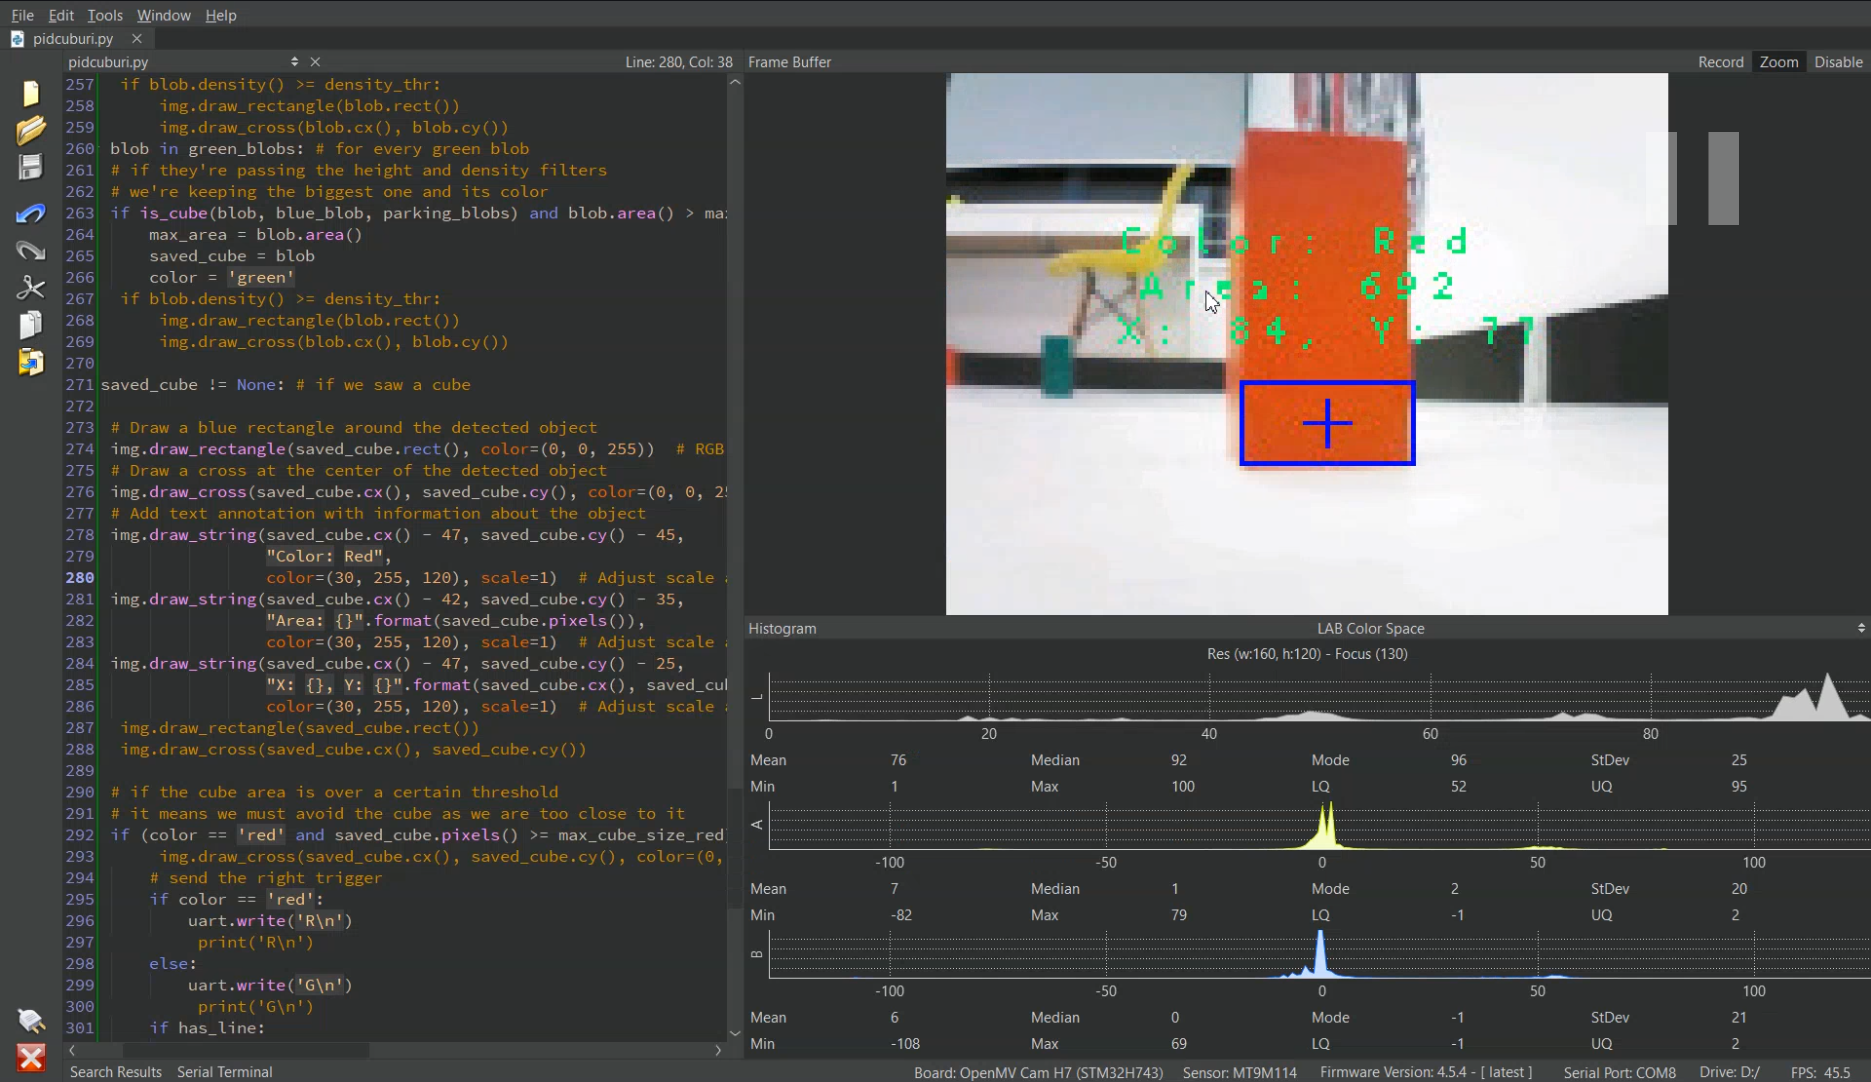 File Edit Tools Window Help
pidcuburi.py
pidcuburi.py Line: 280, Col: 38
257 if blob.density() >= density_thr:
258 img.draw_rectangle(blob.rect())
259 img.draw_cross(blob.cx(), blob.cy())
260 blob in green_blobs: # for every green blob
261 # if they're passing the height and density filters
262 # we're keeping the biggest one and its color
263 if is_cube(blob, blue_blob, parking_blobs) and blob.area() > ma
264 max_area = blob.area()
265 saved_cube = blob
266 color = 'green'
267 if blob.density() >= density_thr:
268 img.draw_rectangle(blob.rect())
269 img.draw_cross(blob.cx(), blob.cy())
270
271 saved_cube != None: # if we saw a cube
272
273 # Draw a blue rectangle around the detected object
274 img.draw_rectangle(saved_cube.rect(), color=(0, 0, 255)) # RGB
275 # Draw a cross at the center of the detected object
276 img.draw_cross(saved_cube.cx(), saved_cube.cy(), color=(0, 0, 25
277 # Add text annotation with information about the object
278 img.draw_string(saved_cube.cx() - 47, saved_cube.cy() - 45,
279 "Color: Red",
280 color=(30, 255, 120), scale=1) # Adjust scale
281 img.draw_string(saved_cube.cx() - 42, saved_cube.cy() - 35,
282 "Area: {}".format(saved_cube.pixels()),
283 color=(30, 255, 120), scale=1) # Adjust scale
284 img.draw_string(saved_cube.cx() - 47, saved_cube.cy() - 25,
285 "X: {}, Y: {}".format(saved_cube.cx(), saved_cu
286 color=(30, 255, 120), scale=1) # Adjust scale
287 img.draw_rectangle(saved_cube.rect())
288 img.draw_cross(saved_cube.cx(), saved_cube.cy())
289
290 # if the cube area is over a certain threshold
291 # it means we must avoid the cube as we are too close to it
292 if (color == 'red' and saved_cube.pixels() >= max_cube_size_red)
293 img.draw_cross(saved_cube.cx(), saved_cube.cy(), color=(0,
294 # send the right trigger
295 if color == 'red':
296 uart.write('R\n')
297 print('R\n')
298 else:
299 uart.write('G\n')
300 print('G\n')
301 if has_line:
Frame Buffer Record Zoom Disable
Color: Red
Area: 692
X: 84, Y: 77
Histogram LAB Color Space
Res (w:160, h:120) - Focus (130)
L
0 20 40 60 80
Mean 76 Median 92 Mode 96 StDev 25
Min 1 Max 100 LQ 52 UQ 95
A
-100 -50 0 50 100
Mean 7 Median 1 Mode 2 StDev 20
Min -82 Max 79 LQ -1 UQ 2
B
-100 -50 0 50 100
Mean 6 Median 0 Mode -1 StDev 21
Min -108 Max 69 LQ -1 UQ 2
Search Results Serial Terminal Board: OpenMV Cam H7 (STM32H743) Sensor: MT9M114 Firmware Version: 4.5.4 - [ latest ] Serial Port: COM8 Drive: D:/ FPS: 45.5